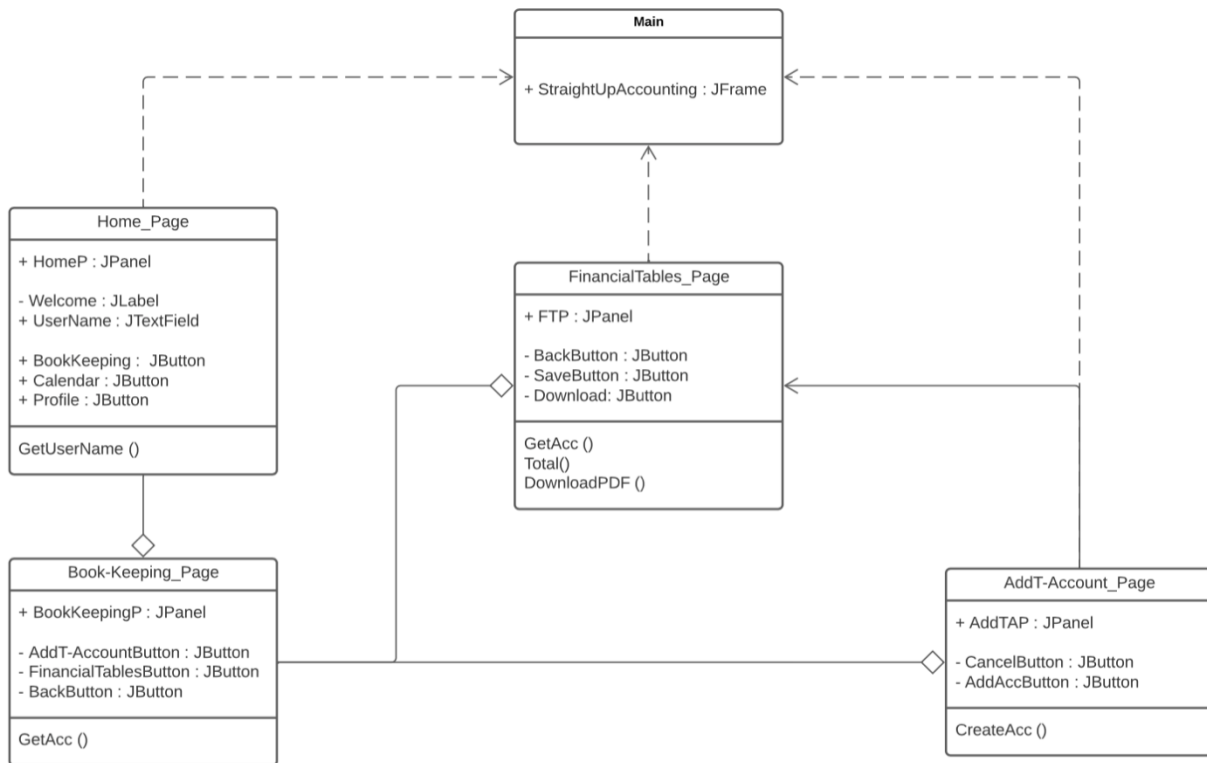 Main
+ StraightUpAccounting : JFrame
Home_Page
+ HomeP : JPanel
- Welcome : JLabel
+ UserName : JTextField
+ BookKeeping :  JButton
+ Calendar : JButton
+ Profile : JButton
GetUserName ()
FinancialTables_Page
+ FTP : JPanel
- BackButton : JButton
- SaveButton : JButton
- Download: JButton
GetAcc ()
Total()
DownloadPDF ()
Book-Keeping_Page
+ BookKeepingP : JPanel
- AddT-AccountButton : JButton
- FinancialTablesButton : JButton
- BackButton : JButton
GetAcc ()
AddT-Account_Page
+ AddTAP : JPanel
- CancelButton : JButton
- AddAccButton : JButton
CreateAcc ()